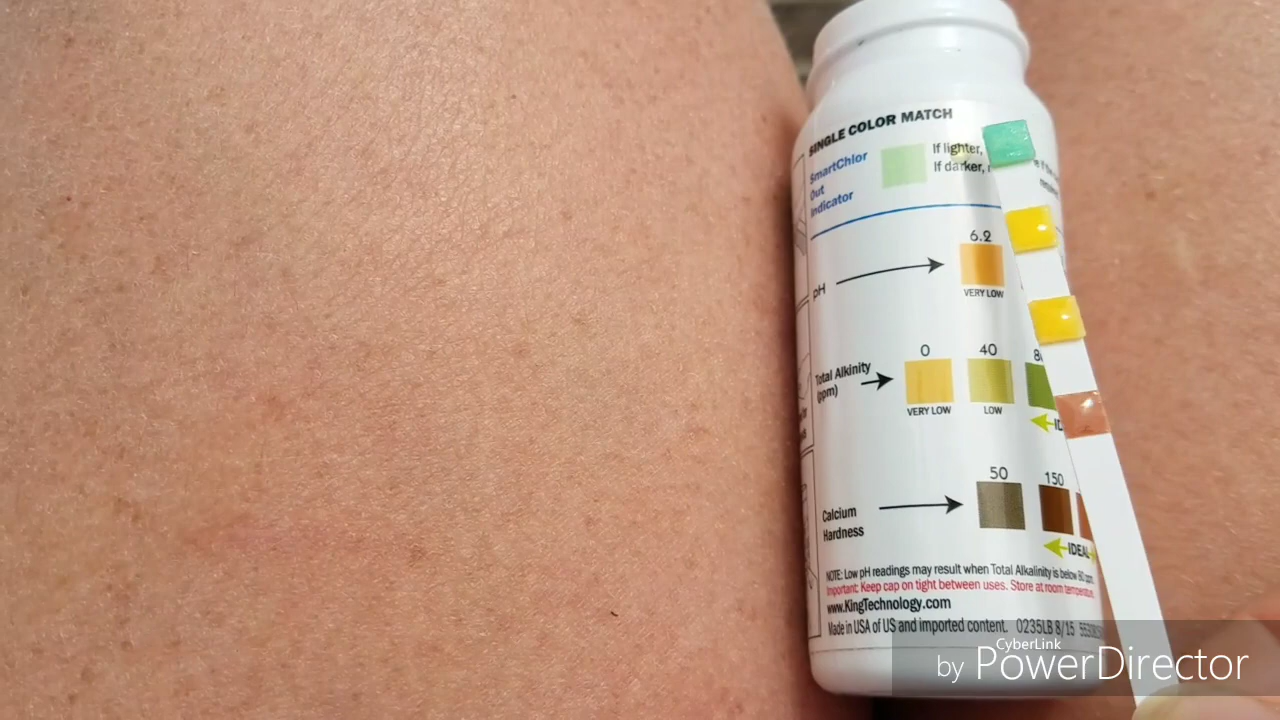 SINGLE COLOR MATCH
SmartChlor
Out
Indicator
If lighter,
If darker,
6.2
pH
VERY LOW
0 40
Total Alkinity
(ppm)
VERY LOW LOW
50 150
Calcium
Hardness
IDEAL
NOTE: Low pH readings may result when Total Alkalinity is below 80 ppm
Important: Keep cap on tight between uses. Store at room temperature.
www.KingTechnology.com
Made in USA of US and imported content. 0235LB 8/15
CyberLink
by PowerDirector